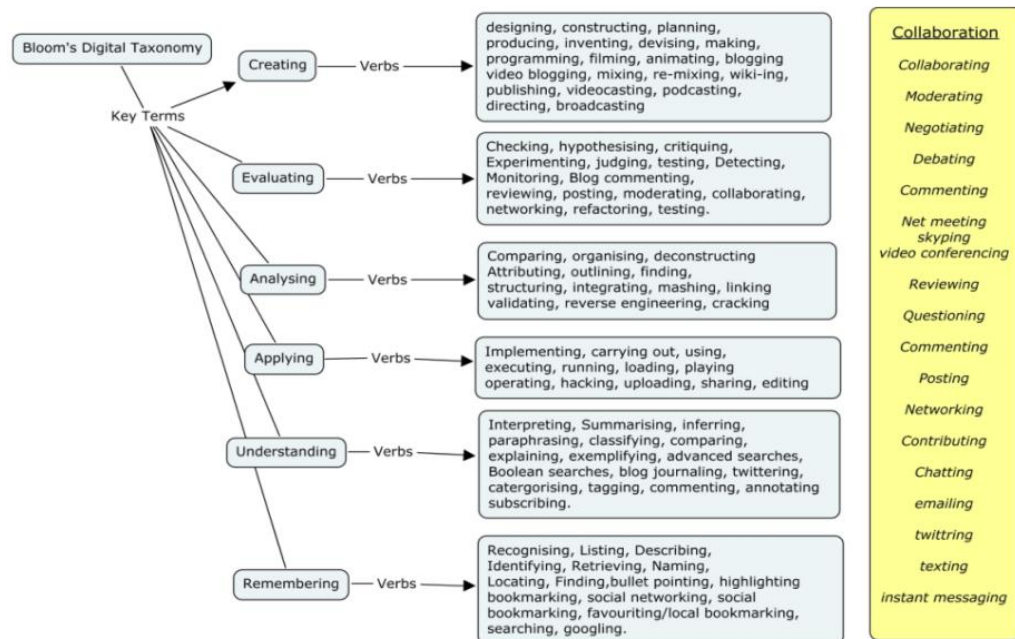 Bloom's Digital Taxonomy
Key Terms
Creating
Verbs
designing, constructing, planning,
producing, inventing, devising, making,
programming, filming, animating, blogging
video blogging, mixing, re-mixing, wiki-ing,
publishing, videocasting, podcasting,
directing, broadcasting
Evaluating
Verbs
Checking, hypothesising, critiquing,
Experimenting, judging, testing, Detecting,
Monitoring, Blog commenting,
reviewing, posting, moderating, collaborating,
networking, refactoring, testing.
Analysing
Verbs
Comparing, organising, deconstructing
Attributing, outlining, finding,
structuring, integrating, mashing, linking
validating, reverse engineering, cracking
Applying
Verbs
Implementing, carrying out, using,
executing, running, loading, playing
operating, hacking, uploading, sharing, editing
Understanding
Verbs
Interpreting, Summarising, inferring,
paraphrasing, classifying, comparing,
explaining, exemplifying, advanced searches,
Boolean searches, blog journaling, twittering,
catergorising, tagging, commenting, annotating
subscribing.
Remembering
Verbs
Recognising, Listing, Describing,
Identifying, Retrieving, Naming,
Locating, Finding,bullet pointing, highlighting
bookmarking, social networking, social
bookmarking, favouriting/local bookmarking,
searching, googling.
Collaboration
Collaborating
Moderating
Negotiating
Debating
Commenting
Net meeting
skyping
video conferencing
Reviewing
Questioning
Commenting
Posting
Networking
Contributing
Chatting
emailing
twittring
texting
instant messaging